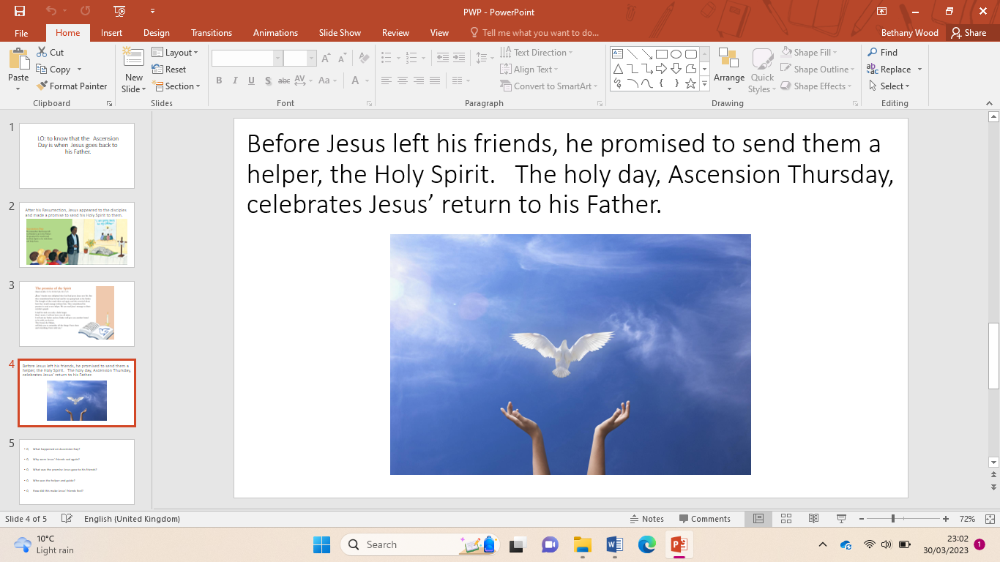 PWP - PowerPoint
File Home Insert Design Transitions Animations Slide Show Review View Tell me what you want to do... Bethany Wood Share
Paste
Cut
Copy
Format Painter
Clipboard
New
Slide
Layout
Reset
Section
Slides
B I U S abc AV Aa A
Font
Paragraph
Text Direction
Align Text
Convert to SmartArt
Arrange
Quick
Styles
Shape Fill
Shape Outline
Shape Effects
Drawing
Find
Replace
Select
Editing
1
LO: to know that the Ascension
Day is when Jesus goes back to
his Father.
2
After his Resurrection, Jesus appeared to the disciples
and made a promise to send his Holy Spirit to them.
3
The promise of the Spirit
4
Before Jesus left his friends, he promised to send them a
helper, the Holy Spirit. The holy day, Ascension Thursday,
celebrates Jesus' return to his Father.
5
What happened on Ascension Day?
Why were Jesus' friends sad again?
What was the promise Jesus gave to his friends?
Who was the helper and guide?
How did this make Jesus' friends feel?
Before Jesus left his friends, he promised to send them a
helper, the Holy Spirit.   The holy day, Ascension Thursday,
celebrates Jesus’ return to his Father.
Slide 4 of 5 English (United Kingdom) Notes Comments 72%
10°C
Light rain
Search
23:02
30/03/2023
1